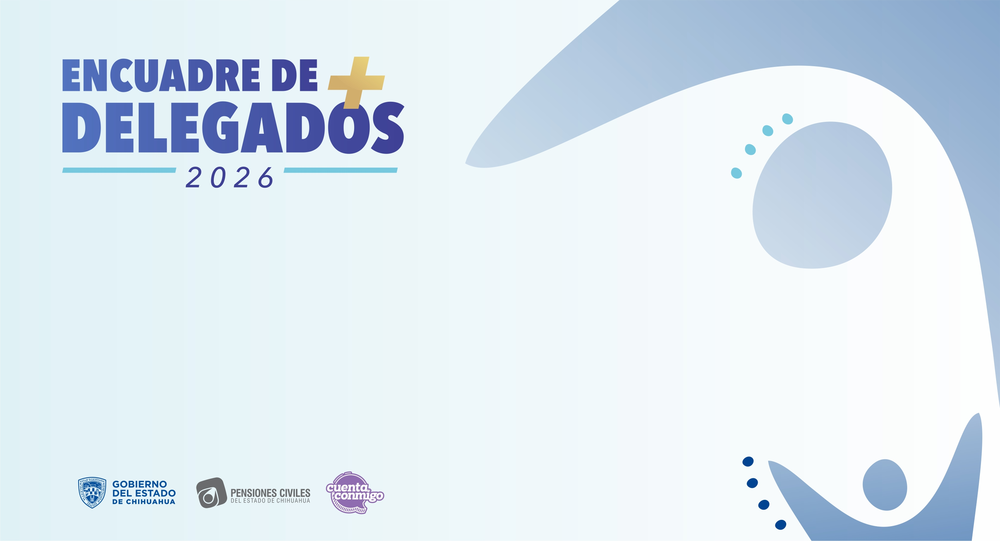 ENCUADRE DE +
DELEGADOS
2026
GOBIERNO
DEL ESTADO
DE CHIHUAHUA
PENSIONES CIVILES
DEL ESTADO DE CHIHUAHUA
cuenta
conmigo